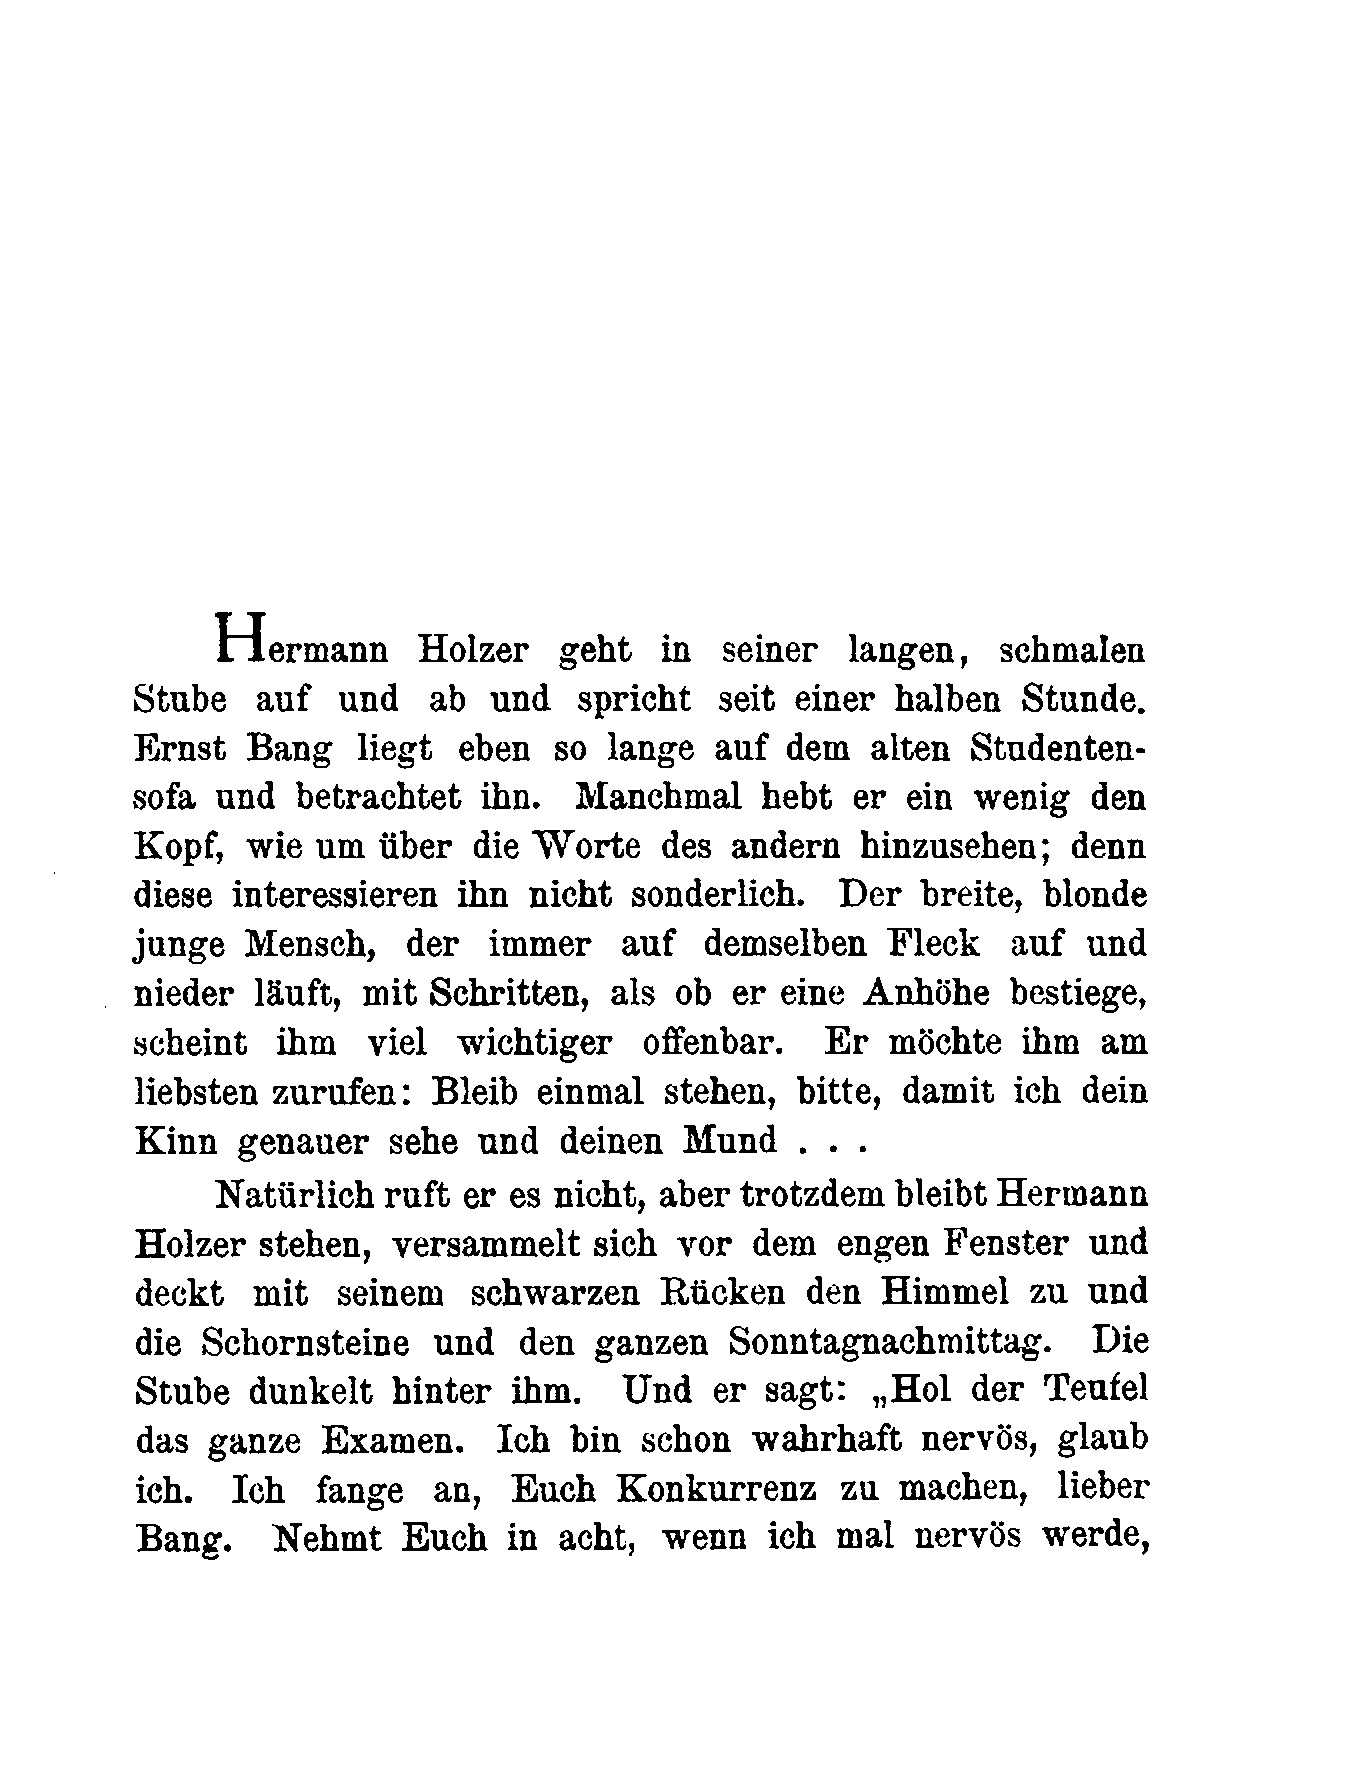 Hermann Holzer geht in seiner langen, schmalen
Stube auf und ab und spricht seit einer halben Stunde.
Ernst Bang liegt eben so lange auf dem alten Studenten-
sofa und betrachtet ihn. Manchmal hebt er ein wenig den
Kopf, wie um über die Worte des andern hinzusehen; denn
diese interessieren ihn nicht sonderlich. Der breite, blonde
junge Mensch, der immer auf demselben Fleck auf und
nieder läuft, mit Schritten, als ob er eine Anhöhe bestiege,
scheint ihm viel wichtiger offenbar. Er möchte ihm am
liebsten zurufen: Bleib einmal stehen, bitte, damit ich dein
Kinn genauer sehe und deinen Mund . . .
Natürlich ruft er es nicht, aber trotzdem bleibt Hermann
Holzer stehen, versammelt sich vor dem engen Fenster und
deckt mit seinem schwarzen Rücken den Himmel zu und
die Schornsteine und den ganzen Sonntagnachmittag. Die
Stube dunkelt hinter ihm. Und er sagt: „Hol der Teufel
das ganze Examen. Ich bin schon wahrhaft nervös, glaub
ich. Ich fange an, Euch Konkurrenz zu machen, lieber
Bang. Nehmt Euch in acht, wenn ich mal nervös werde,